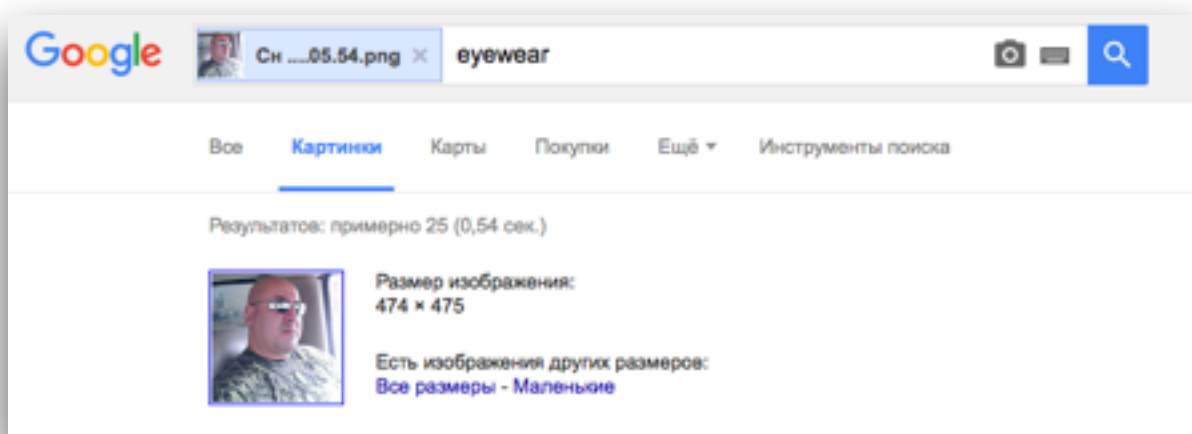 Google Сн ....05.54.png × eyewear
Все Картинки Карты Покупки Ещё Инструменты поиска
Результатов: примерно 25 (0,54 сек.)
Размер изображения:
474 × 475
Есть изображения других размеров:
Все размеры - Маленькие